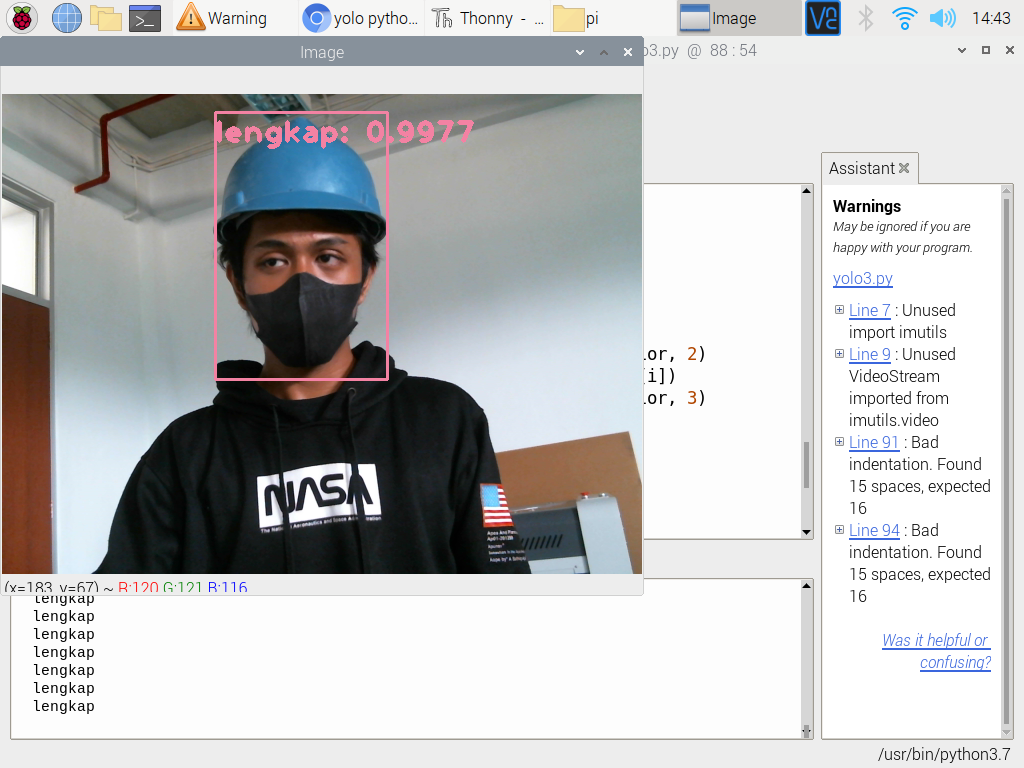 Warning
yolo pytho...
Thonny - ...
pi
Image
14:43
Image
o3.py @ 88 : 54
lengkap: 0.9977
NASA
Assistant
Warnings
May be ignored if you are
happy with your program.
yolo3.py
Line 7 : Unused
import imutils
Line 9 : Unused
VideoStream
imported from
imutils.video
Line 91 : Bad
indentation. Found
15 spaces, expected
16
Line 94 : Bad
indentation. Found
15 spaces, expected
16
Was it helpful or
confusing?
lor, 2)
[i])
lor, 3)
(x=183, y=67) ~ R:120 G:121 B:116
lengkap
lengkap
lengkap
lengkap
lengkap
lengkap
lengkap
/usr/bin/python3.7